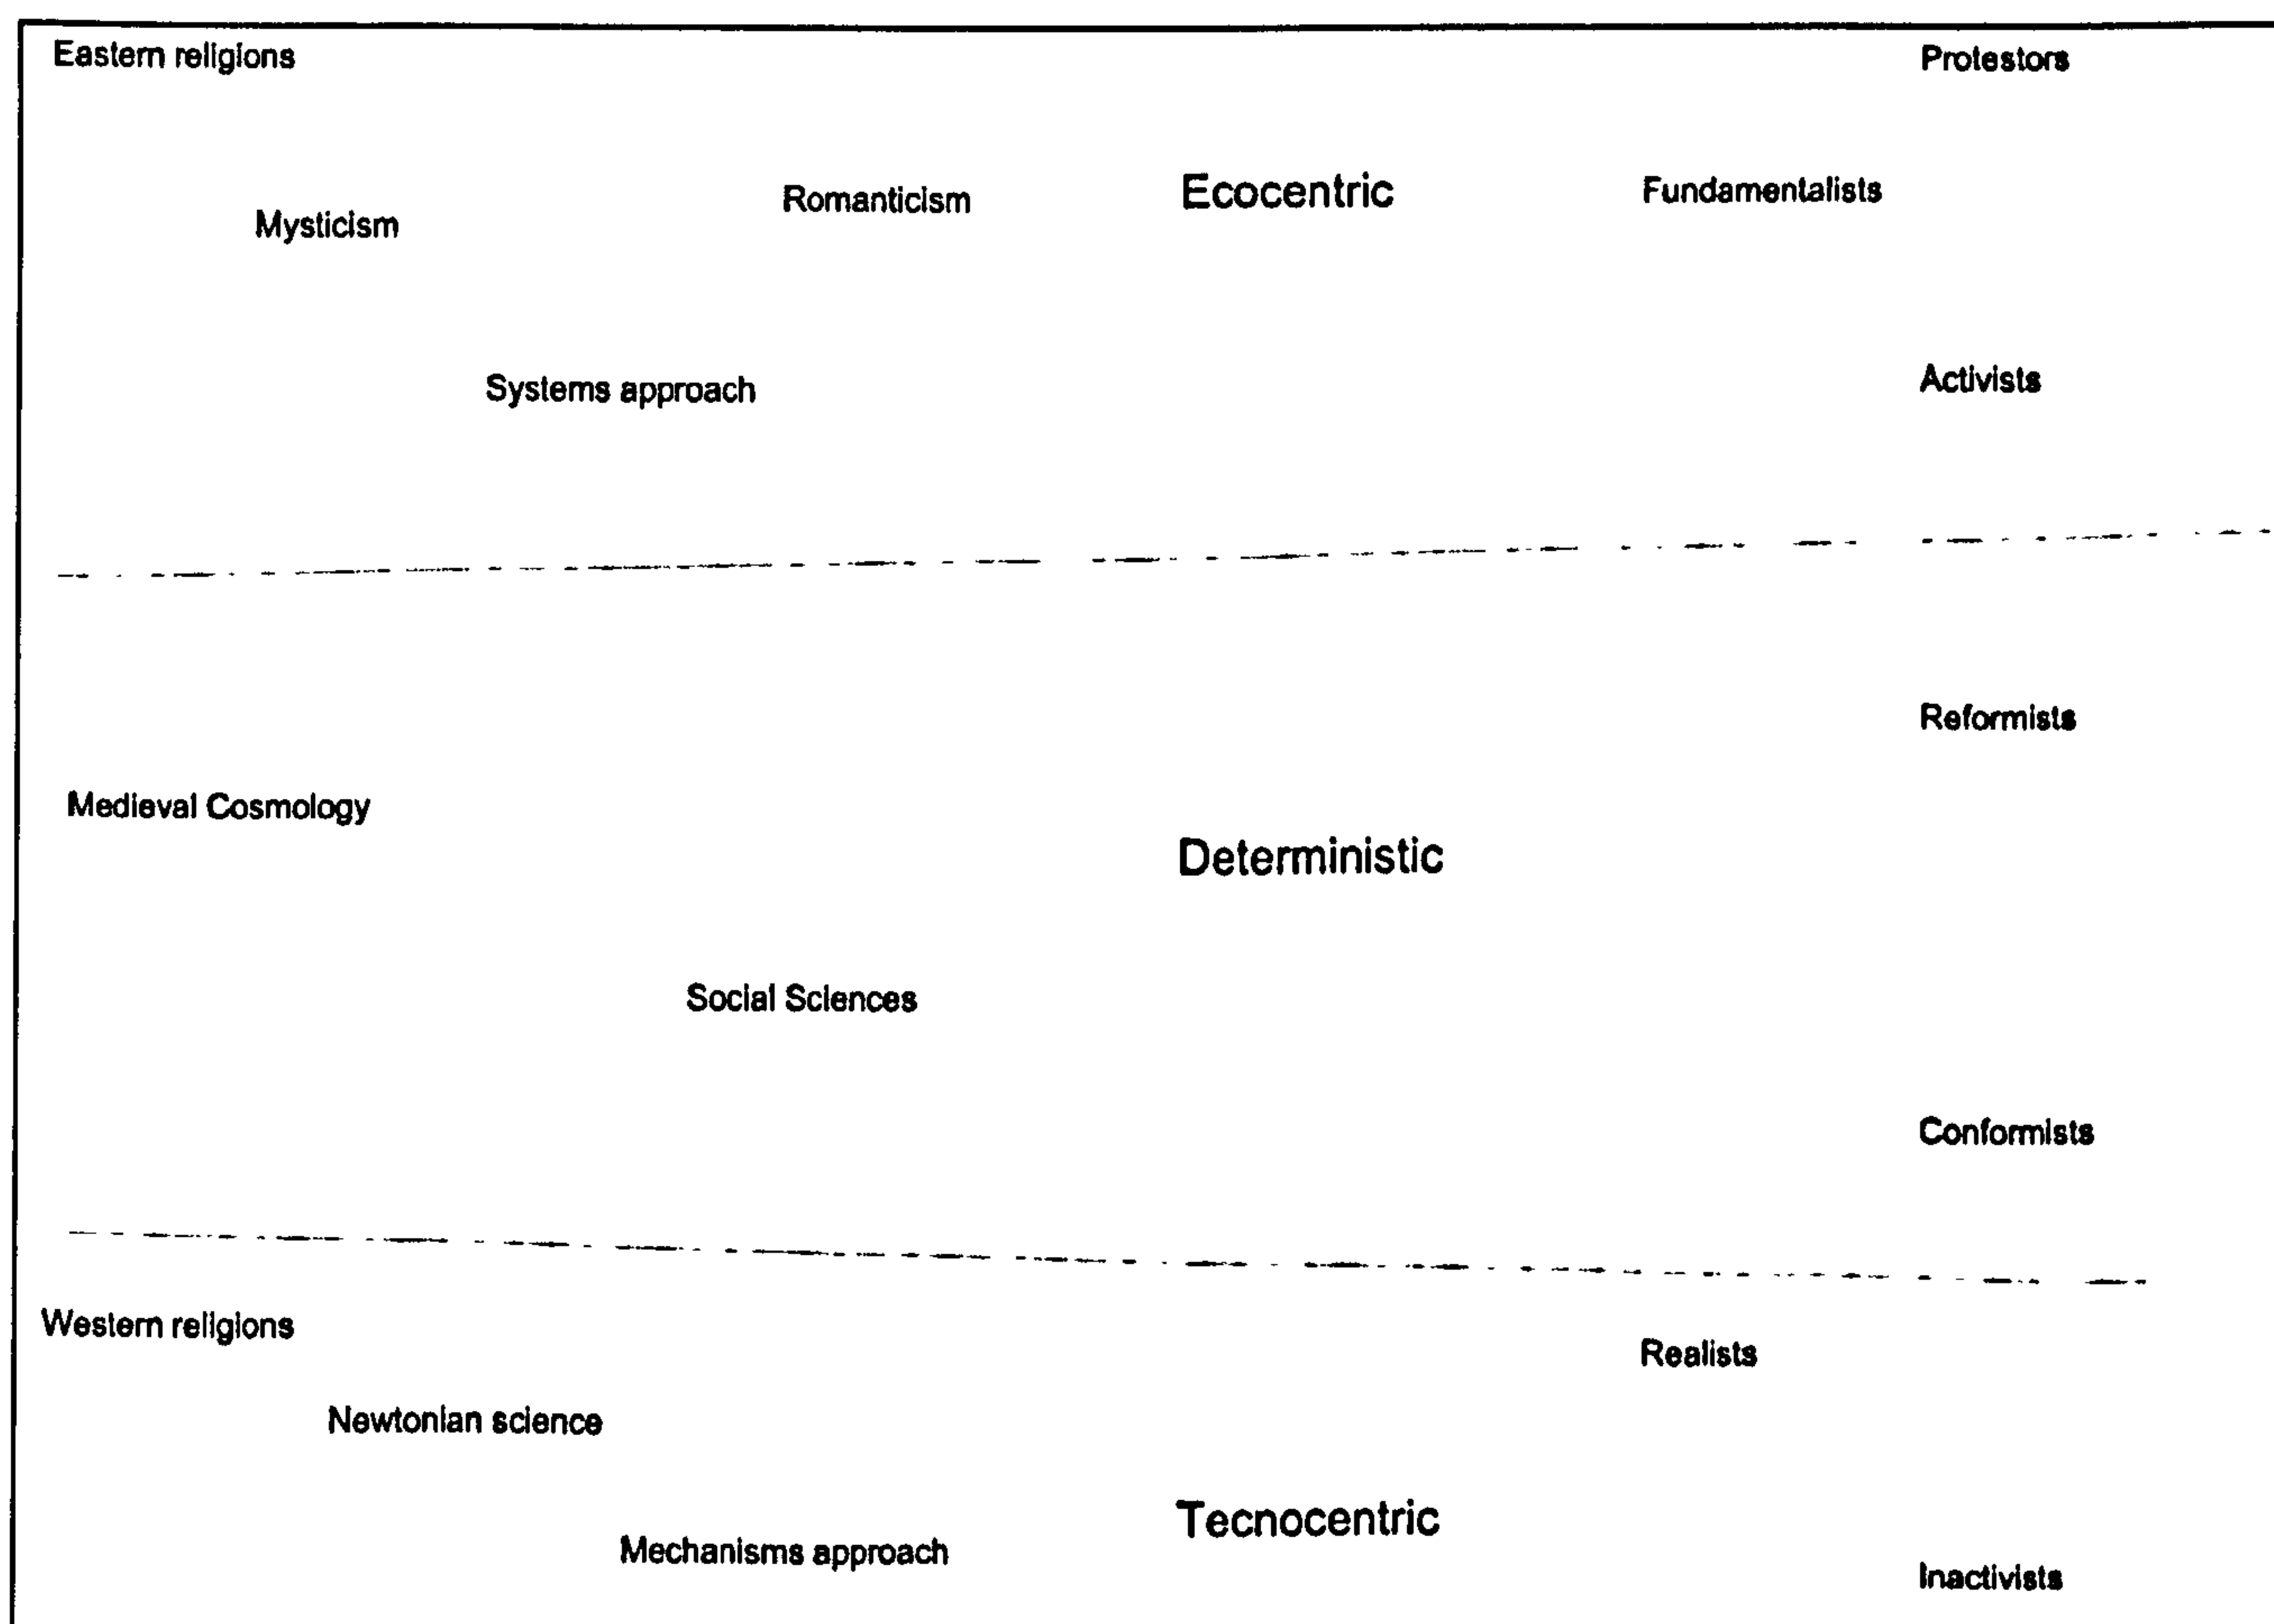 Eastern religions
Protestors
Mysticism
Romanticism
Ecocentric
Fundamentalists
Systems approach
Activists
Reformists
Medieval Cosmology
Deterministic
Social Sciences
Conformists
Western religions
Realists
Newtonian science
Tecnocentric
Mechanisms approach
Inactivists